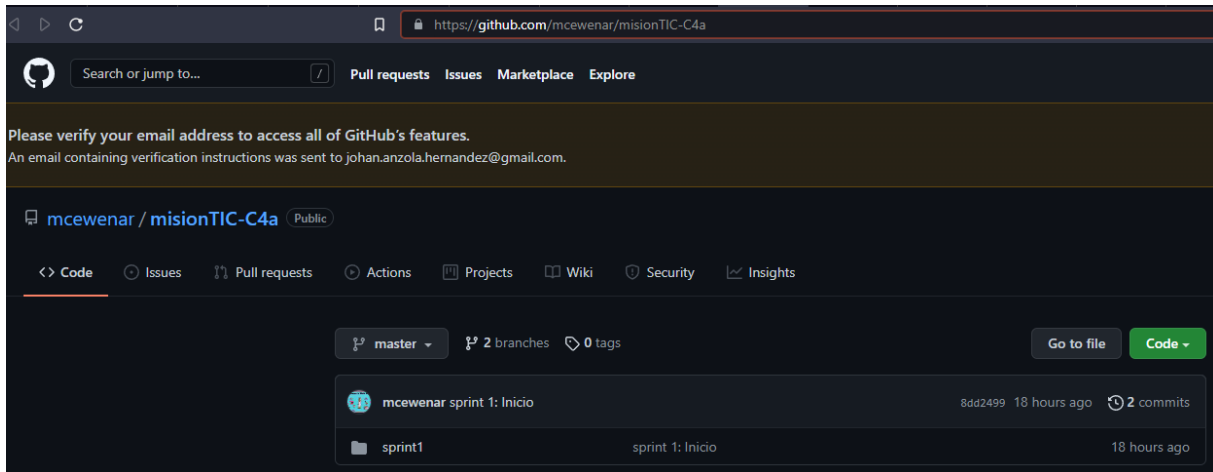 https://github.com/mcewenar/misionTIC-C4a
Search or jump to... / Pull requests Issues Marketplace Explore
Please verify your email address to access all of GitHub's features.
An email containing verification instructions was sent to johan.anzola.hernandez@gmail.com.
mcewenar / misionTIC-C4a Public
<> Code Issues Pull requests Actions Projects Wiki Security Insights
master 2 branches 0 tags Go to file Code
mcewenar sprint 1: Inicio 8dd2499 18 hours ago 2 commits
sprint1 sprint 1: Inicio 18 hours ago